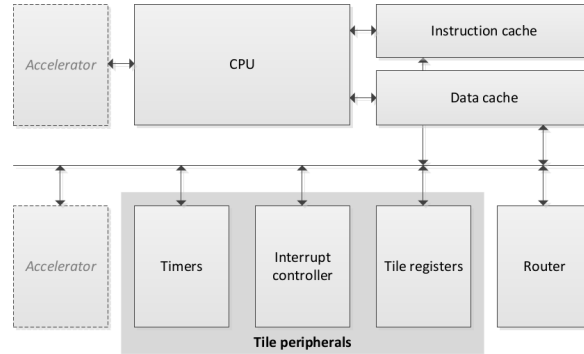 Accelerator
CPU
Instruction cache
Data cache
Accelerator
Timers
Interrupt
controller
Tile registers
Router
Tile peripherals